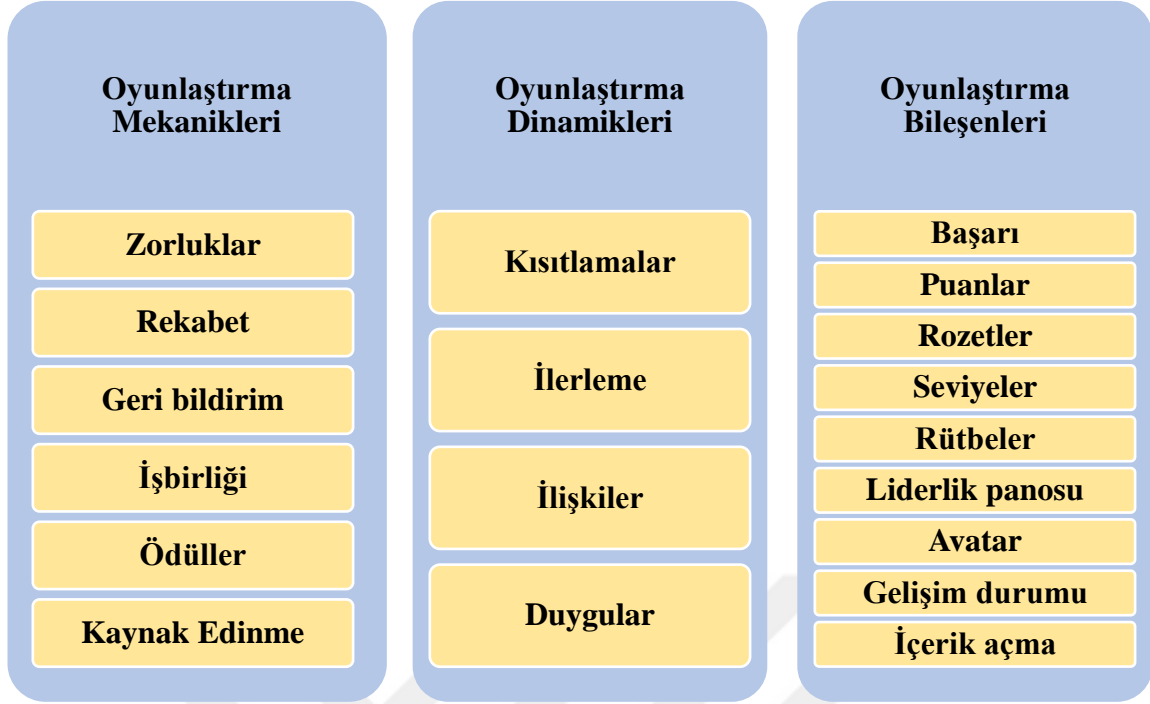 Oyunlaştırma
Mekanikleri
Zorluklar
Rekabet
Geri bildirim
İşbirliği
Ödüller
Kaynak Edinme
Oyunlaştırma
Dinamikleri
Kısıtlamalar
İlerleme
İlişkiler
Duygular
Oyunlaştırma
Bileşenleri
Başarı
Puanlar
Rozetler
Seviyeler
Rütbeler
Liderlik panosu
Avatar
Gelişim durumu
İçerik açma